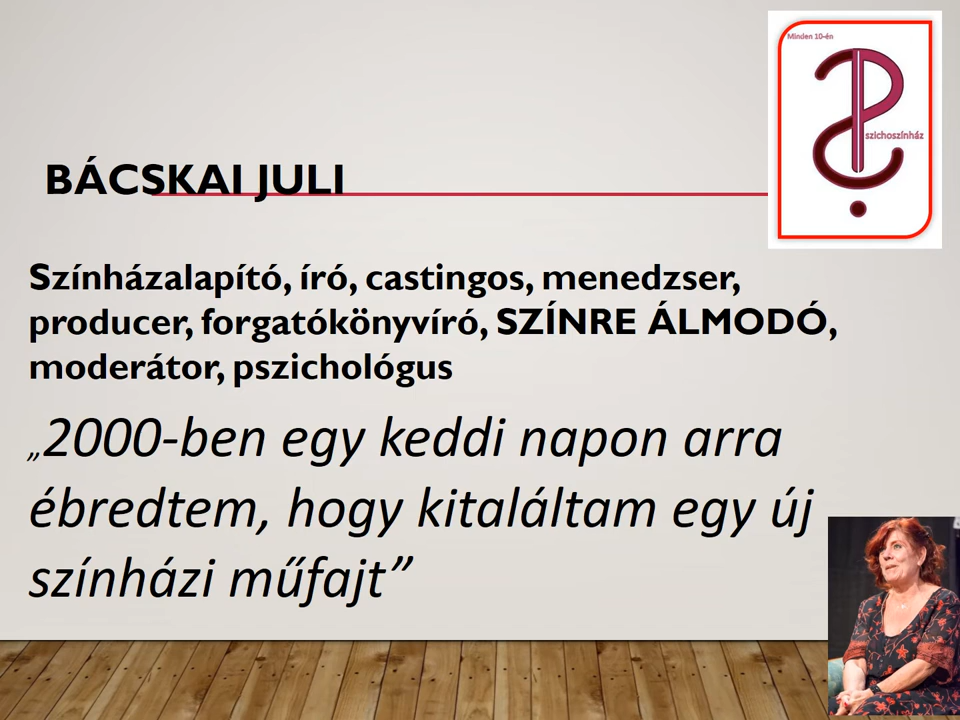 Minden 10-én
szichoszínház
BÁCSKAI JULI
Színházalapító, író, castingos, menedzser,
producer, forgatókönyvíró, SZÍNRE ÁLMODÓ,
moderátor, pszichológus
„2000-ben egy keddi napon arra
ébredtem, hogy kitaláltam egy új
színházi műfajt”